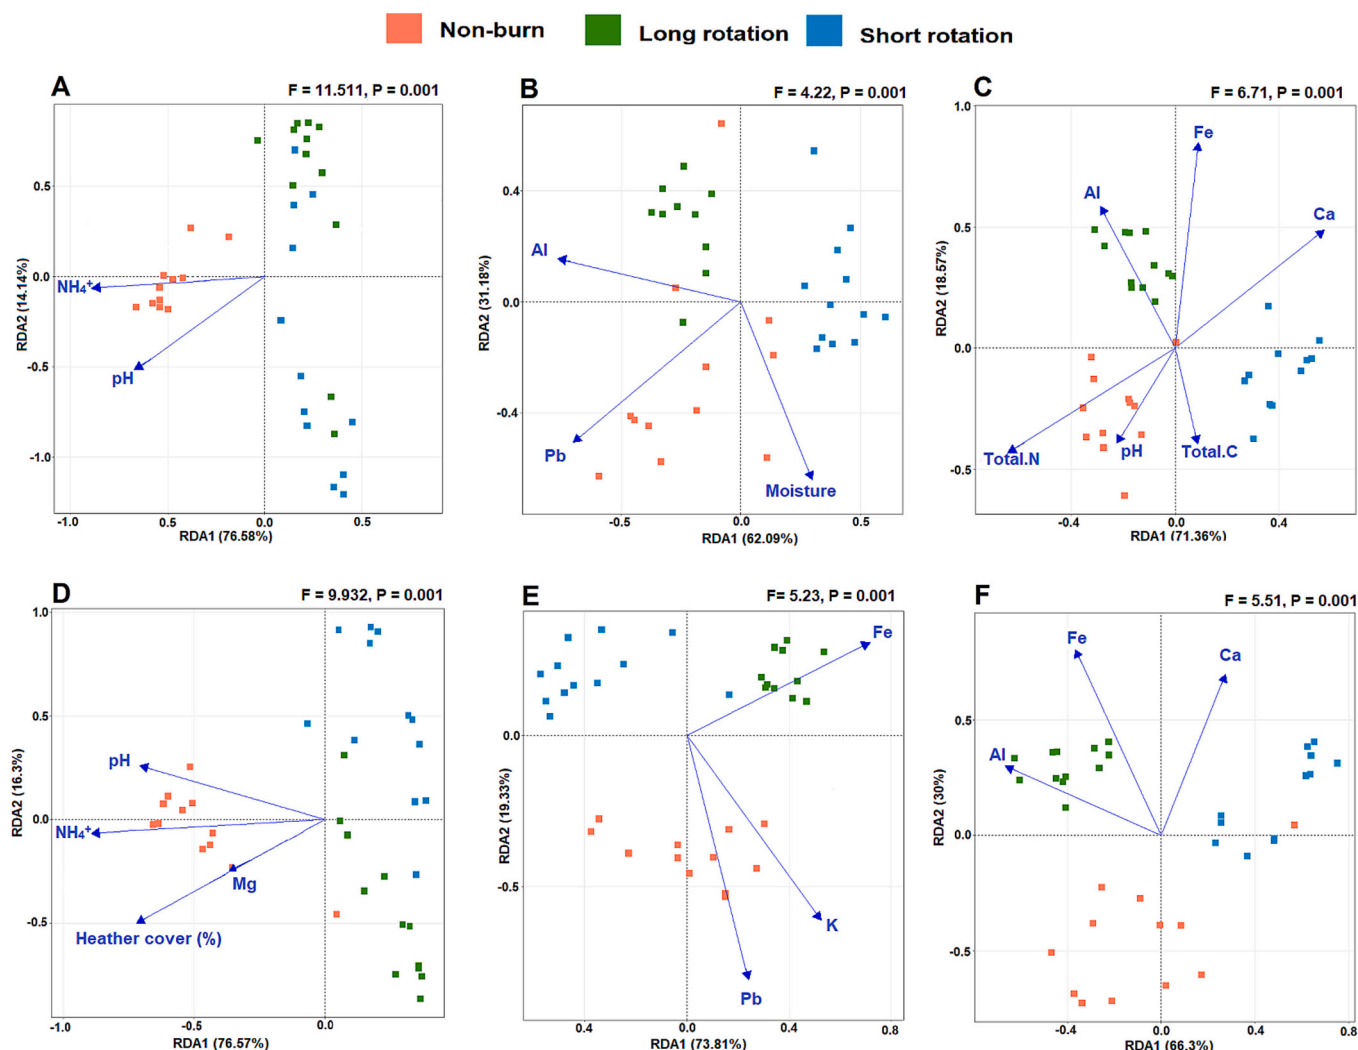 Non-burn Long rotation Short rotation
A
F = 11.511, P = 0.001
0.5
0.0
-0.5
-1.0
RDA2 (14.14%)
NH₄⁺
pH
-1.0 0.5 0.0 0.5
RDA1 (76.58%)
B
F = 4.22, P = 0.001
0.4
0.0
-0.4
RDA2 (31.18%)
Al
Pb
Moisture
-0.5 0.0 0.5
RDA1 (62.09%)
C
F = 6.71, P = 0.001
1.0
0.5
0.0
-0.5
RDA2 (18.57%)
Fe
Al
Ca
Total.N
pH
Total.C
-0.4 0.0 0.4
RDA1 (71.36%)
D
F = 9.932, P = 0.001
1.0
0.5
0.0
-0.5
RDA2 (16.3%)
pH
NH₄⁺
Mg
Heather cover (%)
-1.0 -0.5 0.0
RDA1 (76.57%)
E
F= 5.23, P = 0.001
0.0
-0.5
RDA2 (19.33%)
Fe
K
Pb
0.4 0.0 0.4 0.8
RDA1 (73.81%)
F
F = 5.51, P = 0.001
0.5
0.0
-0.5
RDA2 (30%)
Fe
Ca
Al
-0.4 0.0 0.4 0.8
RDA1 (66.3%)